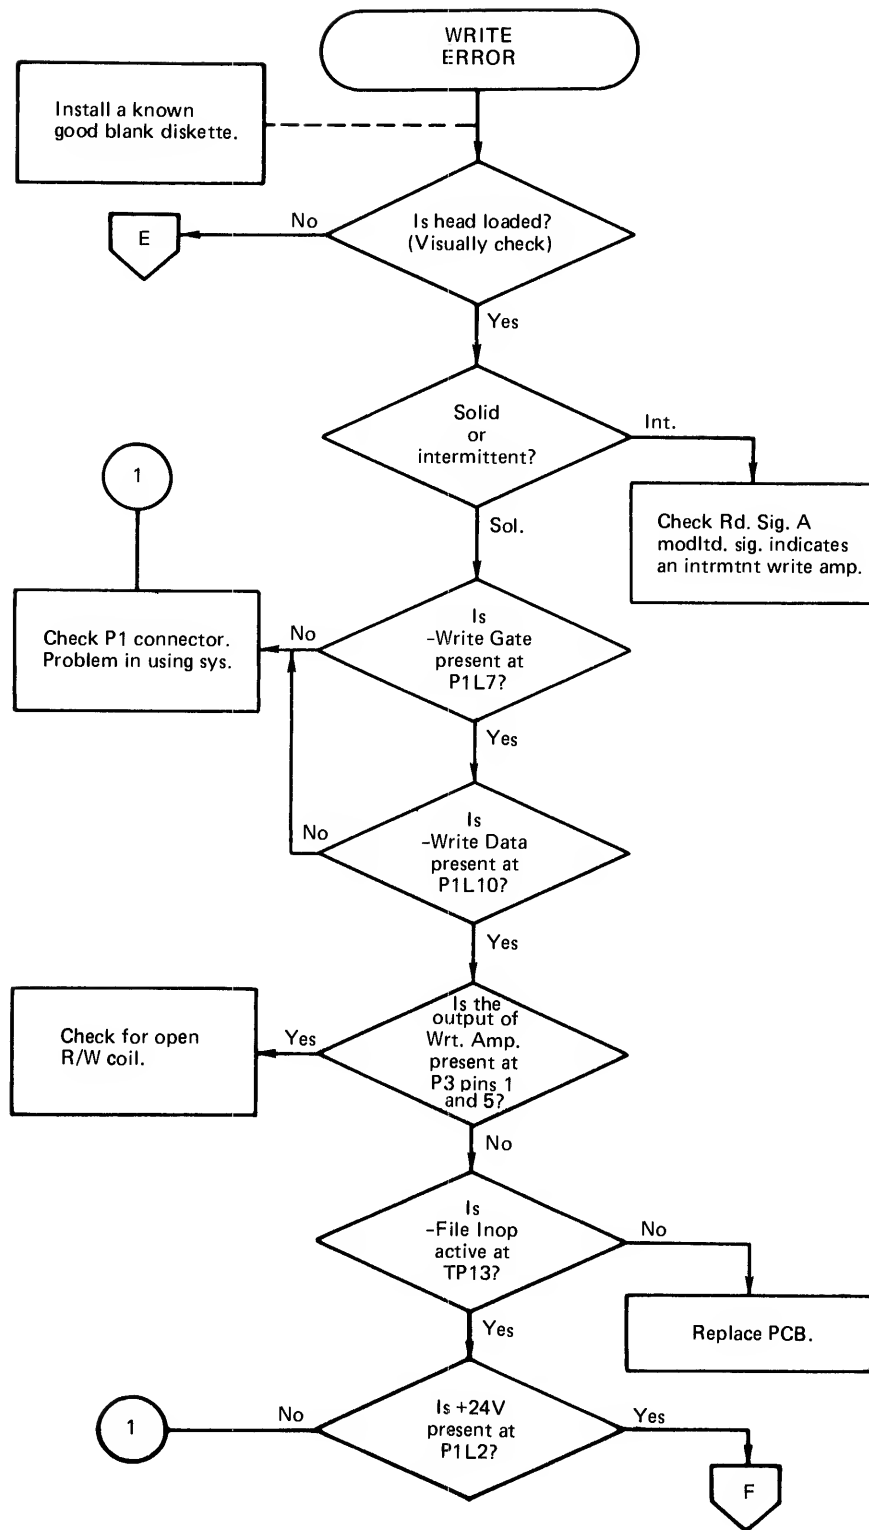 WRITE
ERROR
Install a known
good blank diskette.
Is head loaded?
(Visually check)
No
E
Yes
Solid
or
intermittent?
Int.
Check Rd. Sig. A
modltd. sig. indicates
an intrmtnt write amp.
1
Sol.
Is
–Write Gate
present at
P1L7?
No
Check P1 connector.
Problem in using sys.
Yes
Is
–Write Data
present at
P1L10?
No
Yes
Is the
output of
Wrt. Amp.
present at
P3 pins 1
and 5?
Yes
Check for open
R/W coil.
No
Is
–File Inop
active at
TP13?
No
Replace PCB.
Yes
Is +24V
present at
P1L2?
No
1
Yes
F